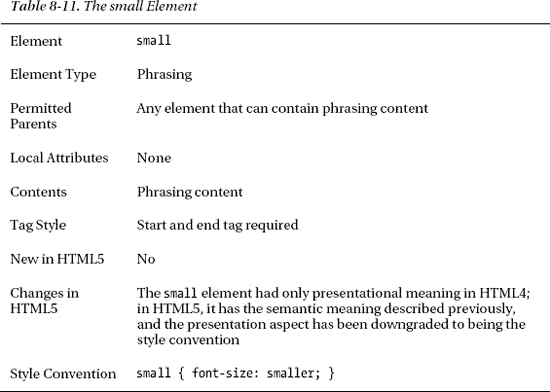 Table 8-11. The small Element
Element small
Element Type Phrasing
Permitted Any element that can contain phrasing content
Parents
Local Attributes None
Contents Phrasing content
Tag Style Start and end tag required
New in HTML5 No
Changes in The small element had only presentational meaning in HTML4;
HTML5 in HTML5, it has the semantic meaning described previously,
and the presentation aspect has been downgraded to being the
style convention
Style Convention small { font-size: smaller; }